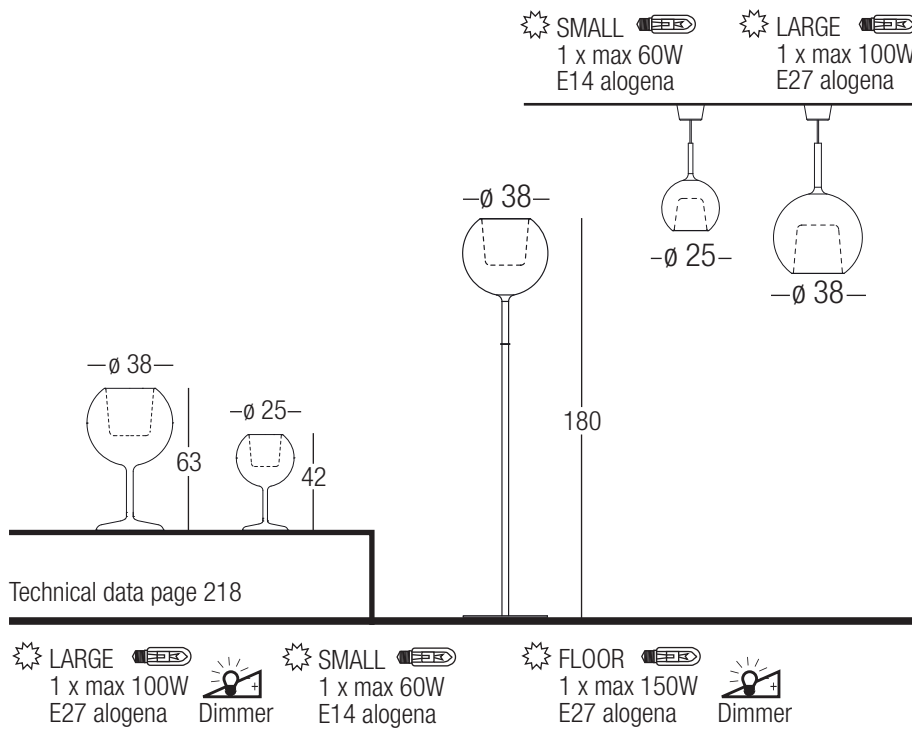 SMALL
1 x max 60W
E14 alogena
LARGE
1 x max 100W
E27 alogena
ø 38
ø 25
ø 38
180
ø 38
63
ø 25
42
Technical data page 218
LARGE
1 x max 100W
E27 alogena
+
Dimmer
SMALL
1 x max 60W
E14 alogena
FLOOR
1 x max 150W
E27 alogena
+
Dimmer